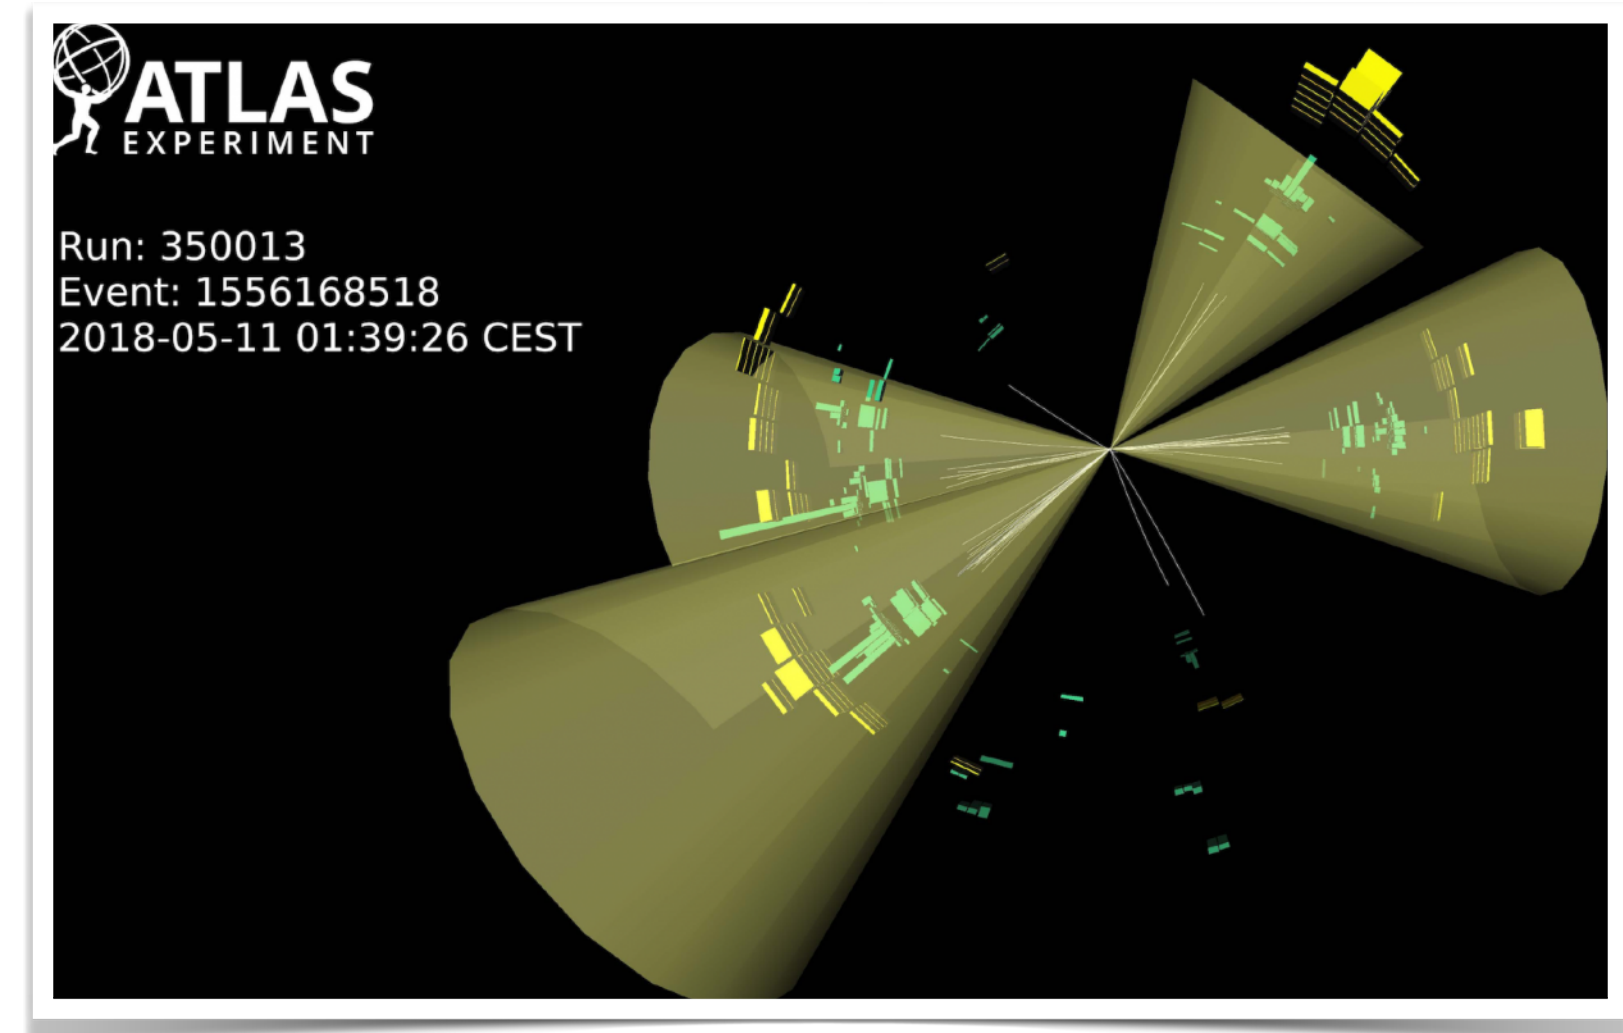 ATLAS
EXPERIMENT
Run: 350013
Event: 1556168518
2018-05-11 01:39:26 CEST